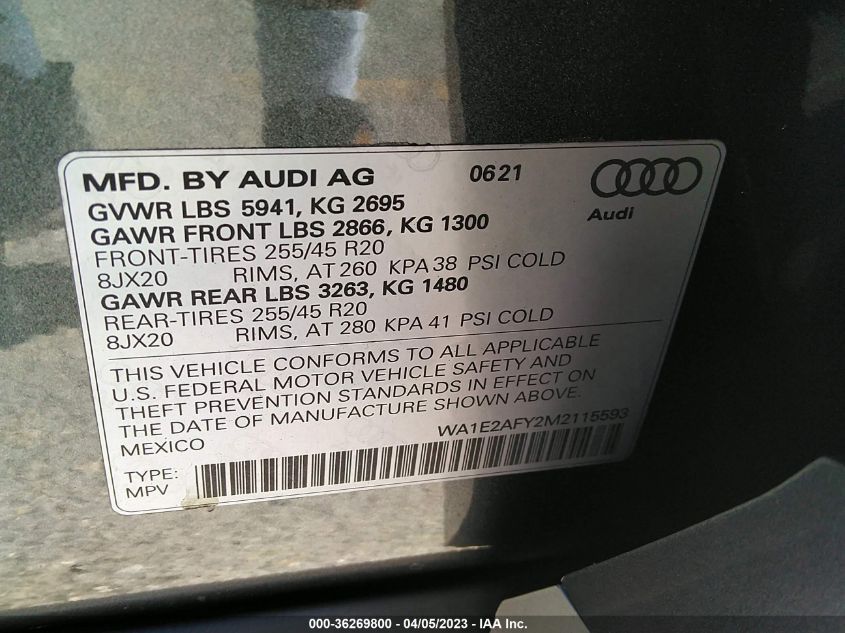 MFD. BY AUDI AG 0621
Audi
GVWR LBS 5941, KG 2695
GAWR FRONT LBS 2866, KG 1300
FRONT-TIRES 255/45 R20
8JX20 RIMS, AT 260 KPA 38 PSI COLD
GAWR REAR LBS 3263, KG 1480
REAR-TIRES 255/45 R20
8JX20 RIMS, AT 280 KPA 41 PSI COLD
THIS VEHICLE CONFORMS TO ALL APPLICABLE
U.S. FEDERAL MOTOR VEHICLE SAFETY AND
THEFT PREVENTION STANDARDS IN EFFECT ON
THE DATE OF MANUFACTURE SHOWN ABOVE.
MEXICO WA1E2AFY2M2115593
TYPE:
MPV
000-36269800 - 04/05/2023 - IAA Inc.